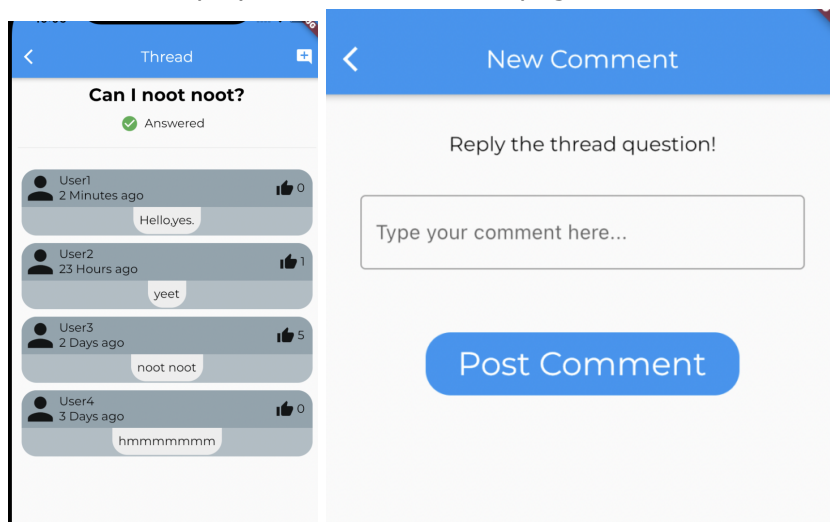 Thread
Can I noot noot?
Answered
User1
2 Minutes ago
0
Hello,yes.
User2
23 Hours ago
1
yeet
User3
2 Days ago
5
noot noot
User4
3 Days ago
0
hmmmmmmm
New Comment
Reply the thread question!
Type your comment here...
Post Comment